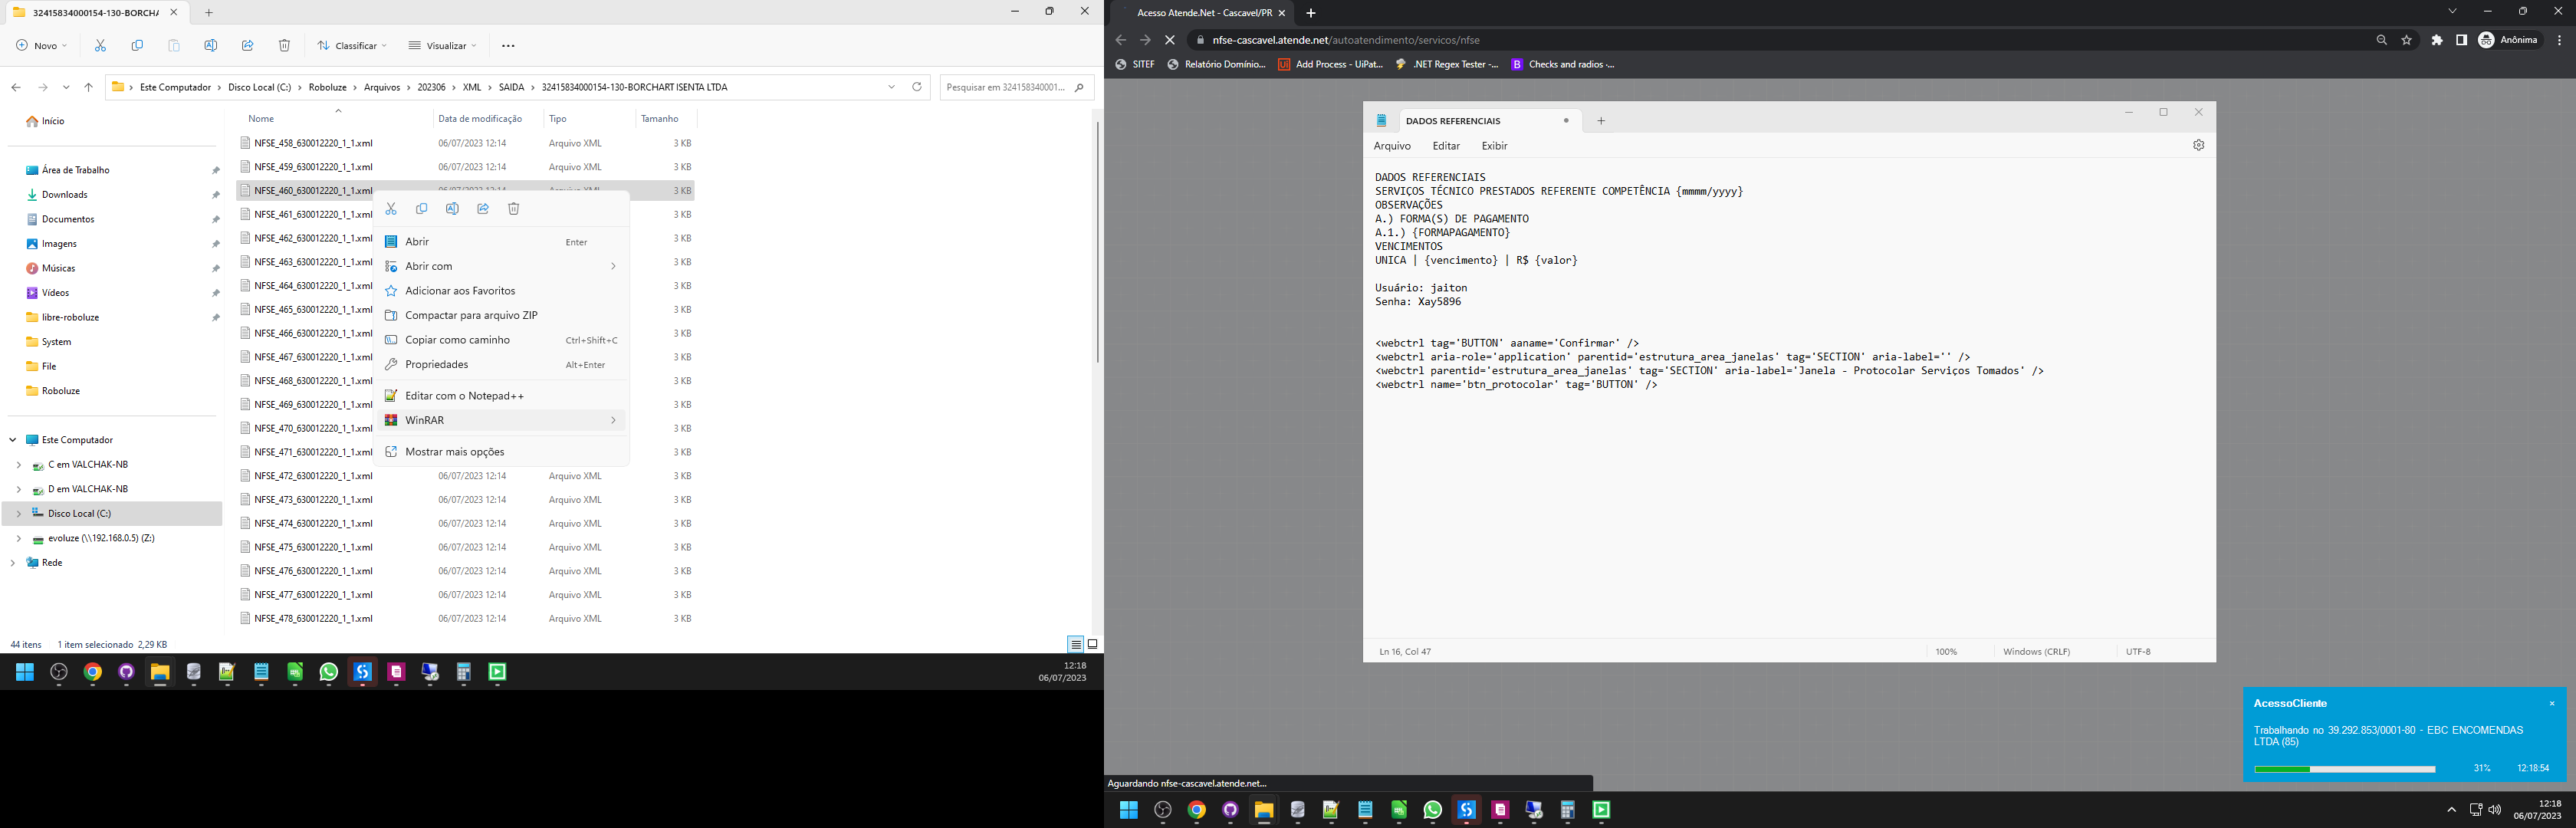 32415834000154-130-BORCHAR
Novo
Classificar
Visualizar
Este Computador > Disco Local (C:) > Roboluze > Arquivos > 202306 > XML > SAIDA > 32415834000154-130-BORCHART ISENTA LTDA
Pesquisar em 324158340001...
Início
Área de Trabalho
Downloads
Documentos
Imagens
Músicas
Vídeos
libre-roboluze
System
File
Roboluze
Este Computador
C em VALCHAK-NB
D em VALCHAK-NB
Disco Local (C:)
evoluze (\\192.168.0.5) (Z:)
Rede
Nome Data de modificação Tipo Tamanho
NFSE_458_630012220_1_1.xml 06/07/2023 12:14 Arquivo XML 3 KB
NFSE_459_630012220_1_1.xml 06/07/2023 12:14 Arquivo XML 3 KB
NFSE_460_630012220_1_1.xml 06/07/2023 12:14 Arquivo XML 3 KB
NFSE_461_630012220_1_1.xml 3 KB
NFSE_462_630012220_1_1.xml 3 KB
NFSE_463_630012220_1_1.xml 3 KB
NFSE_464_630012220_1_1.xml 3 KB
NFSE_465_630012220_1_1.xml 3 KB
NFSE_466_630012220_1_1.xml 3 KB
NFSE_467_630012220_1_1.xml 3 KB
NFSE_468_630012220_1_1.xml 3 KB
NFSE_469_630012220_1_1.xml 3 KB
NFSE_470_630012220_1_1.xml 3 KB
NFSE_471_630012220_1_1.xml 3 KB
NFSE_472_630012220_1_1.xml 06/07/2023 12:14 Arquivo XML 3 KB
NFSE_473_630012220_1_1.xml 06/07/2023 12:14 Arquivo XML 3 KB
NFSE_474_630012220_1_1.xml 06/07/2023 12:14 Arquivo XML 3 KB
NFSE_475_630012220_1_1.xml 06/07/2023 12:14 Arquivo XML 3 KB
NFSE_476_630012220_1_1.xml 06/07/2023 12:14 Arquivo XML 3 KB
NFSE_477_630012220_1_1.xml 06/07/2023 12:14 Arquivo XML 3 KB
NFSE_478_630012220_1_1.xml 06/07/2023 12:14 Arquivo XML 3 KB
Abrir Enter
Abrir com
Adicionar aos Favoritos
Compactar para arquivo ZIP
Copiar como caminho Ctrl+Shift+C
Propriedades Alt+Enter
Editar com o Notepad++
WinRAR
Mostrar mais opções
44 itens 1 item selecionado 2,29 KB
12:18
06/07/2023
Acesso Atende.Net - Cascavel/PR
nfse-cascavel.atende.net/autoatendimento/servicos/nfse
Anônima
SITEF
Relatório Domínio...
Add Process - UiPat...
.NET Regex Tester -...
Checks and radios ·...
DADOS REFERENCIAIS
Arquivo Editar Exibir
DADOS REFERENCIAIS
SERVIÇOS TÉCNICO PRESTADOS REFERENTE COMPETÊNCIA {mmmm/yyyy}
OBSERVAÇÕES
A.) FORMA(S) DE PAGAMENTO
A.1.) {FORMAPAGAMENTO}
VENCIMENTOS
UNICA | {vencimento} | R$ {valor}
Usuário: jaiton
Senha: Xay5896
<webctrl tag='BUTTON' aaname='Confirmar' />
<webctrl aria-role='application' parentid='estrutura_area_janelas' tag='SECTION' aria-label='' />
<webctrl parentid='estrutura_area_janelas' tag='SECTION' aria-label='Janela - Protocolar Serviços Tomados' />
<webctrl name='btn_protocolar' tag='BUTTON' />
Ln 16, Col 47 100% Windows (CRLF) UTF-8
AcessoCliente
Trabalhando no 39.292.853/0001-80 - EBC ENCOMENDAS
LTDA (85)
31% 12:18:54
Aguardando nfse-cascavel.atende.net...
12:18
06/07/2023